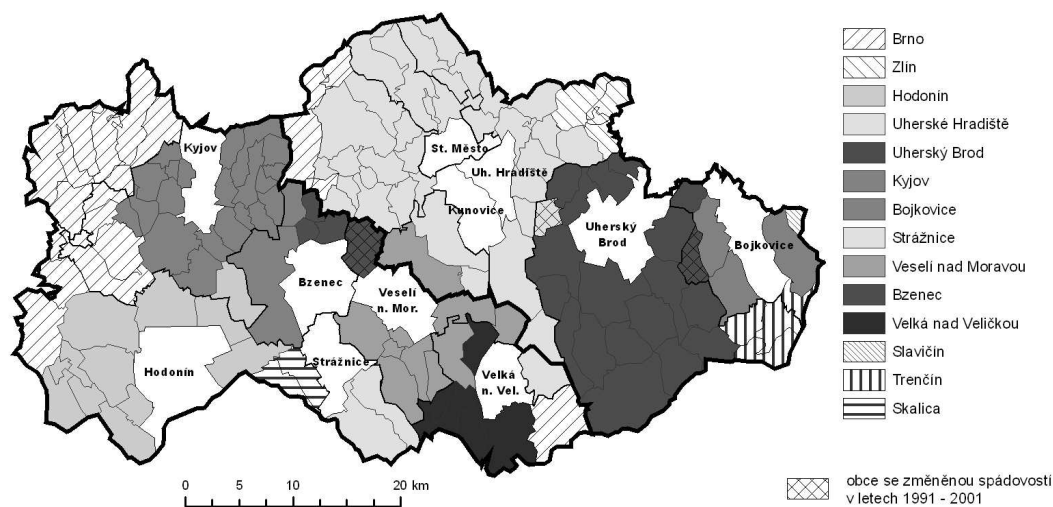 Brno
Zlín
Hodonín
Uherské Hradiště
Uherský Brod
Kyjov
Bojkovice
Strážnice
Veselí nad Moravou
Bzenec
Velká nad Veličkou
Slavičín
Trenčín
Skalica
Kyjov
St. Město
Uh. Hradiště
Kunovice
Uherský
Brod
Bojkovice
Bzenec
Veselí
n. Mor.
Strážnice
Hodonín
Velká
n. Vel.
0 5 10 20 km
obce se změněnou spádovostí
v letech 1991 - 2001